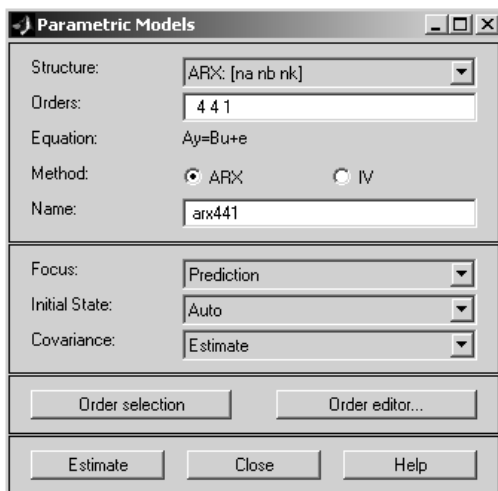 Parametric Models
Structure: ARX: [na nb nk]
Orders: 4 4 1
Equation: Ay=Bu+e
Method: ARX IV
Name: arx441
Focus: Prediction
Initial State: Auto
Covariance: Estimate
Order selection Order editor...
Estimate Close Help